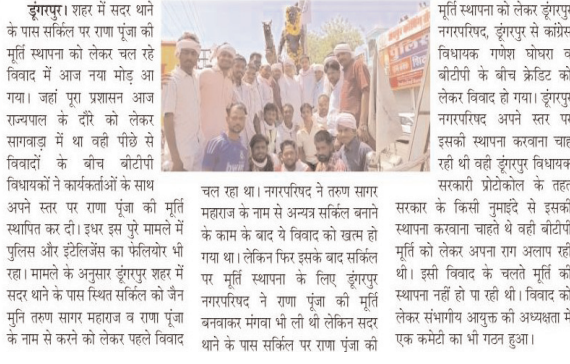 डूंगरपुर। शहर में सदर थाने
के पास सर्किल पर राणा पूंजा की
मूर्ति स्थापना को लेकर चल रहे
विवाद में आज नया मोड़ आ
गया। जहां पूरा प्रशासन आज
राज्यपाल के दौरे को लेकर
सागवाड़ा में था वही पीछे से
विवादों के बीच बीटीपी
विधायकों ने कार्यकर्ताओं के साथ
अपने स्तर पर राणा पूंजा की मूर्ति
स्थापित कर दी। इधर इस पुरे मामले में
पुलिस और इंटेलिजेंस का फेलियोर भी
रहा। मामले के अनुसार डूंगरपुर शहर में
सदर थाने के पास स्थित सर्किल को जैन
मुनि तरुण सागर महाराज व राणा पूंजा
के नाम से करने को लेकर पहले विवाद
चल रहा था। नगरपरिषद ने तरुण सागर
महाराज के नाम से अन्यत्र सर्किल बनाने
के काम के बाद ये विवाद को खत्म हो
गया था। लेकिन फिर इसके बाद सर्किल
पर मूर्ति स्थापना के लिए डूंगरपुर
नगरपरिषद ने राणा पूंजा की मूर्ति
बनवाकर मंगवा भी ली थी लेकिन सदर
थाने के पास सर्किल पर राणा पूंजा की
मूर्ति स्थापना को लेकर डूंगरपुर
नगरपरिषद, डूंगरपुर से कांग्रेस
विधायक गणेश घोघरा व
बीटीपी के बीच क्रेडिट को
लेकर विवाद हो गया। डूंगरपुर
नगरपरिषद अपने स्तर पर
इसकी स्थापना करवाना चाह
रही थी वही डूंगरपुर विधायक
सरकारी प्रोटोकोल के तहत
सरकार के किसी नुमाइंदे से इसकी
स्थापना करवाना चाहते थे वही बीटीपी
मूर्ति को लेकर अपना राग अलाप रही
थी। इसी विवाद के चलते मूर्ति की
स्थापना नहीं हो पा रही थी। विवाद को
लेकर संभागीय आयुक्त की अध्यक्षता में
एक कमेटी का भी गठन हुआ।